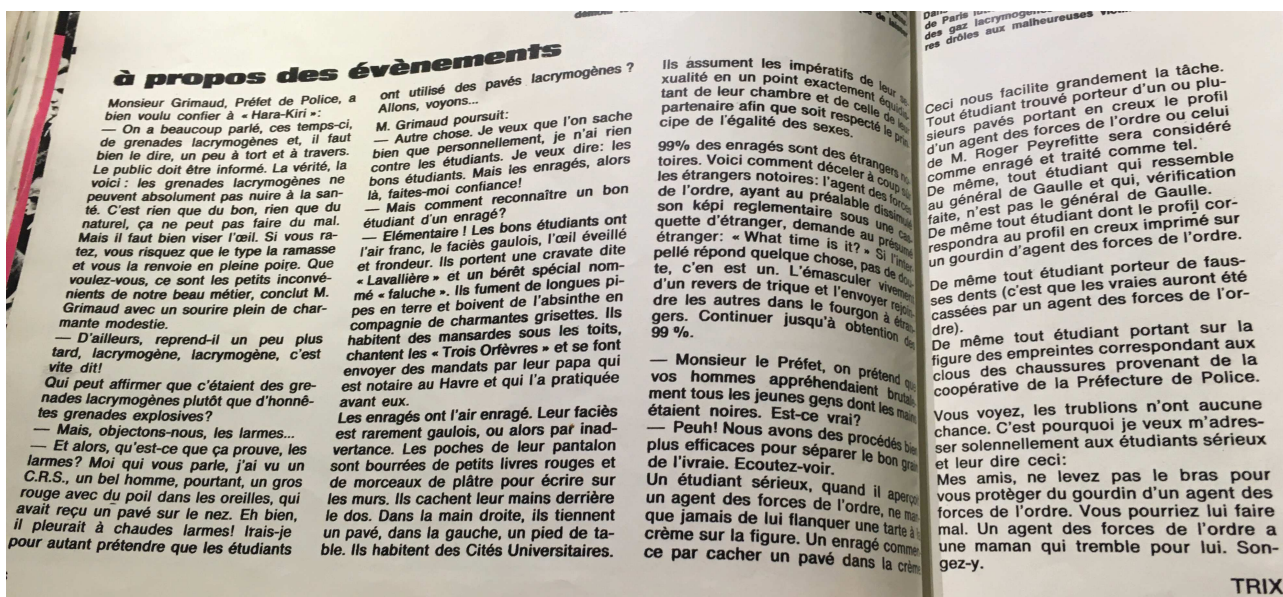 de Paris
des gaz lacrymogènes
res drôles aux malheureuses
à propos des évènements
Monsieur Grimaud, Préfet de Police, a
bien voulu confier à « Hara-Kiri »:
— On a beaucoup parlé, ces temps-ci,
de grenades lacrymogènes et, il faut
bien le dire, un peu à tort et à travers.
Le public doit être informé. La vérité, la
voici : les grenades lacrymogènes ne
peuvent absolument pas nuire à la san-
té. C'est rien que du bon, rien que du
naturel, ça ne peut pas faire du mal.
Mais il faut bien viser l'œil. Si vous ra-
tez, vous risquez que le type la ramasse
et vous la renvoie en pleine poire. Que
voulez-vous, ce sont les petits inconvé-
nients de notre beau métier, conclut M.
Grimaud avec un sourire plein de char-
mante modestie.
— D'ailleurs, reprend-il un peu plus
tard, lacrymogène, lacrymogène, c'est
vite dit!
Qui peut affirmer que c'étaient des gre-
nades lacrymogènes plutôt que d'honnê-
tes grenades explosives?
— Mais, objectons-nous, les larmes...
— Et alors, qu'est-ce que ça prouve, les
larmes? Moi qui vous parle, j'ai vu un
C.R.S., un bel homme, pourtant, un gros
rouge avec du poil dans les oreilles, qui
avait reçu un pavé sur le nez. Eh bien,
il pleurait à chaudes larmes! Irais-je
pour autant prétendre que les étudiants
ont utilisé des pavés lacrymogènes ?
Allons, voyons...
M. Grimaud poursuit:
— Autre chose. Je veux que l'on sache
bien que personnellement, je n'ai rien
contre les étudiants. Je veux dire: les
bons étudiants. Mais les enragés, alors
là, faites-moi confiance!
— Mais comment reconnaître un bon
étudiant d'un enragé?
— Elémentaire ! Les bons étudiants ont
l'air franc, le faciès gaulois, l'œil éveillé
et frondeur. Ils portent une cravate dite
« Lavallière » et un bérêt spécial nom-
mé « faluche ». Ils fument de longues pi-
pes en terre et boivent de l'absinthe en
compagnie de charmantes grisettes. Ils
habitent des mansardes sous les toits,
chantent les « Trois Orfèvres » et se font
envoyer des mandats par leur papa qui
est notaire au Havre et qui l'a pratiquée
avant eux.
Les enragés ont l'air enragé. Leur faciès
est rarement gaulois, ou alors par inad-
vertance. Les poches de leur pantalon
sont bourrées de petits livres rouges et
de morceaux de plâtre pour écrire sur
les murs. Ils cachent leur mains derrière
le dos. Dans la main droite, ils tiennent
un pavé, dans la gauche, un pied de ta-
ble. Ils habitent des Cités Universitaires.
Ils assument les impératifs de leur se-
xualité en un point exactement équidis-
tant de leur chambre et de celle de leur
partenaire afin que soit respecté le prin-
cipe de l'égalité des sexes.
99% des enragés sont des étrangers no-
toires. Voici comment déceler à coup sûr
les étrangers notoires: l'agent des forces
de l'ordre, ayant au préalable dissimulé
son képi reglementaire sous une cas-
quette d'étranger, demande au présumé
étranger: « What time is it? » Si l'inter-
pellé répond quelque chose, pas de dou-
te, c'en est un. L'émasculer vivement
d'un revers de trique et l'envoyer rejoin-
dre les autres dans le fourgon à étran-
gers. Continuer jusqu'à obtention des
99 %.
— Monsieur le Préfet, on prétend que
vos hommes appréhendaient brutale-
ment tous les jeunes gens dont les mains
étaient noires. Est-ce vrai?
— Peuh! Nous avons des procédés bien
plus efficaces pour séparer le bon grain
de l'ivraie. Ecoutez-voir.
Un étudiant sérieux, quand il aperçoit
un agent des forces de l'ordre, ne man-
que jamais de lui flanquer une tarte à la
crème sur la figure. Un enragé commen-
ce par cacher un pavé dans la crème
Ceci nous facilite grandement la tâche.
Tout étudiant trouvé porteur d'un ou plu-
sieurs pavés portant en creux le profil
d'un agent des forces de l'ordre ou celui
de M. Roger Peyrefitte sera considéré
comme enragé et traité comme tel.
De même, tout étudiant qui ressemble
au général de Gaulle et qui, vérification
faite, n'est pas le général de Gaulle.
De même tout étudiant dont le profil cor-
respondra au profil en creux imprimé sur
un gourdin d'agent des forces de l'ordre.
De même tout étudiant porteur de faus-
ses dents (c'est que les vraies auront été
cassées par un agent des forces de l'or-
dre).
De même tout étudiant portant sur la
figure des empreintes correspondant aux
clous des chaussures provenant de la
coopérative de la Préfecture de Police.
Vous voyez, les trublions n'ont aucune
chance. C'est pourquoi je veux m'adres-
ser solennellement aux étudiants sérieux
et leur dire ceci:
Mes amis, ne levez pas le bras pour
vous protèger du gourdin d'un agent des
forces de l'ordre. Vous pourriez lui faire
mal. Un agent des forces de l'ordre a
une maman qui tremble pour lui. Son-
gez-y.
TRIX